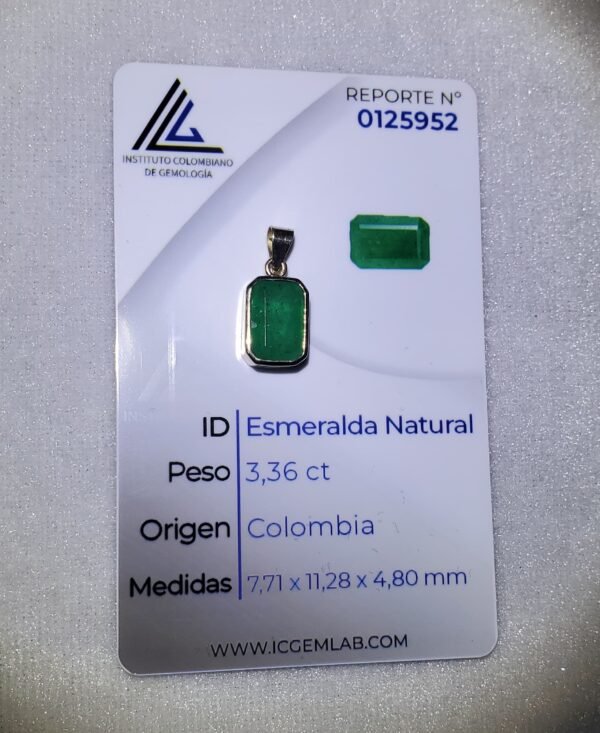 REPORTE N°
0125952
INSTITUTO COLOMBIANO
DE GEMOLOGÍA
ID Esmeralda Natural
Peso 3,36 ct
Origen Colombia
Medidas 7,71 x 11,28 x 4,80 mm
WWW.ICGEMLAB.COM